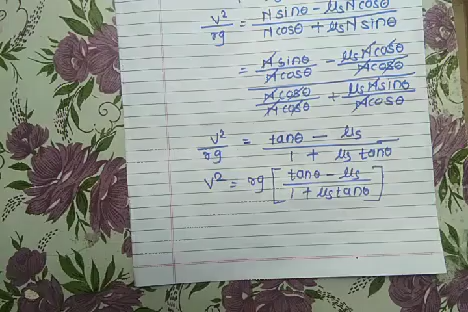 v²/rg = N sinθ - μsN cosθ / N cosθ + μsN sinθ
= N sinθ/N cosθ - μsN cosθ/N cosθ / N cosθ/N cosθ + μsN sinθ/N cosθ
v²/rg = tanθ - μs / 1 + μs tanθ
v² = rg [tanθ - μs / 1 + μs tanθ]